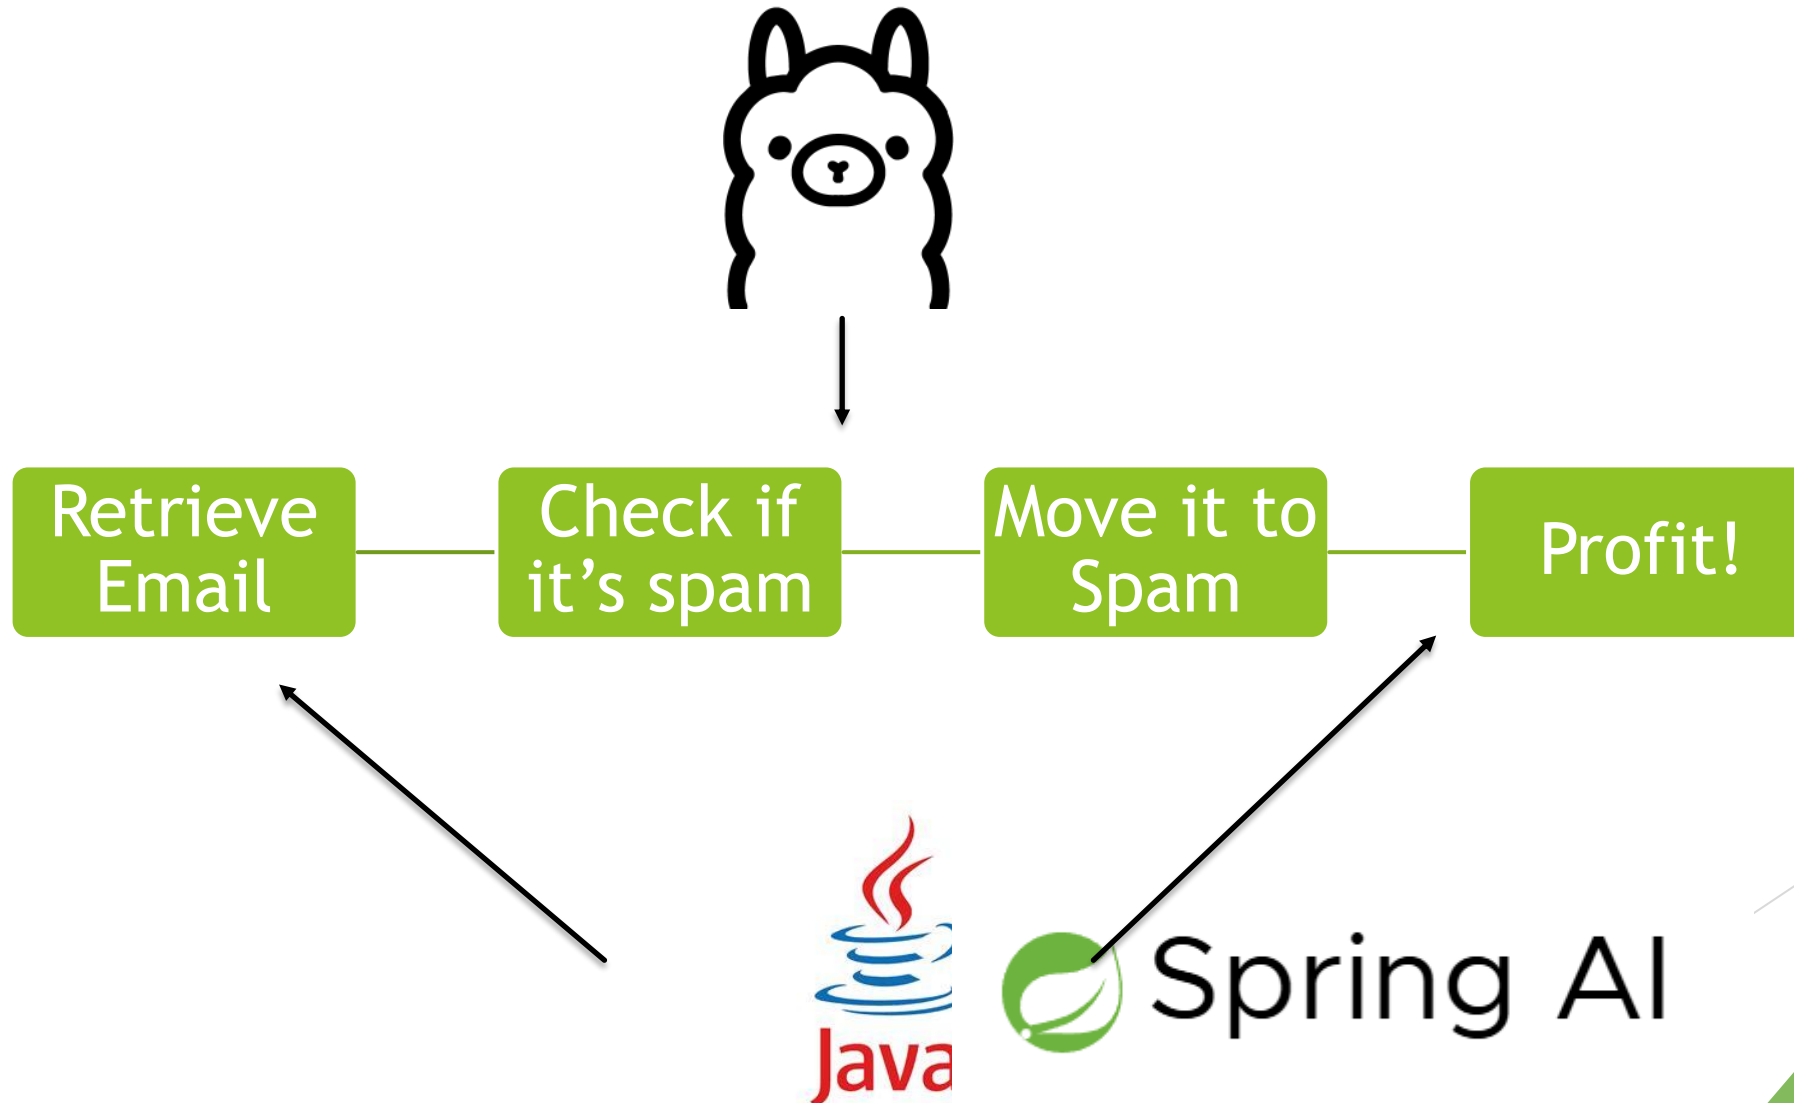 Retrieve
Email
Check if
it’s spam
Move it to
Spam
Profit!
Java
Spring AI